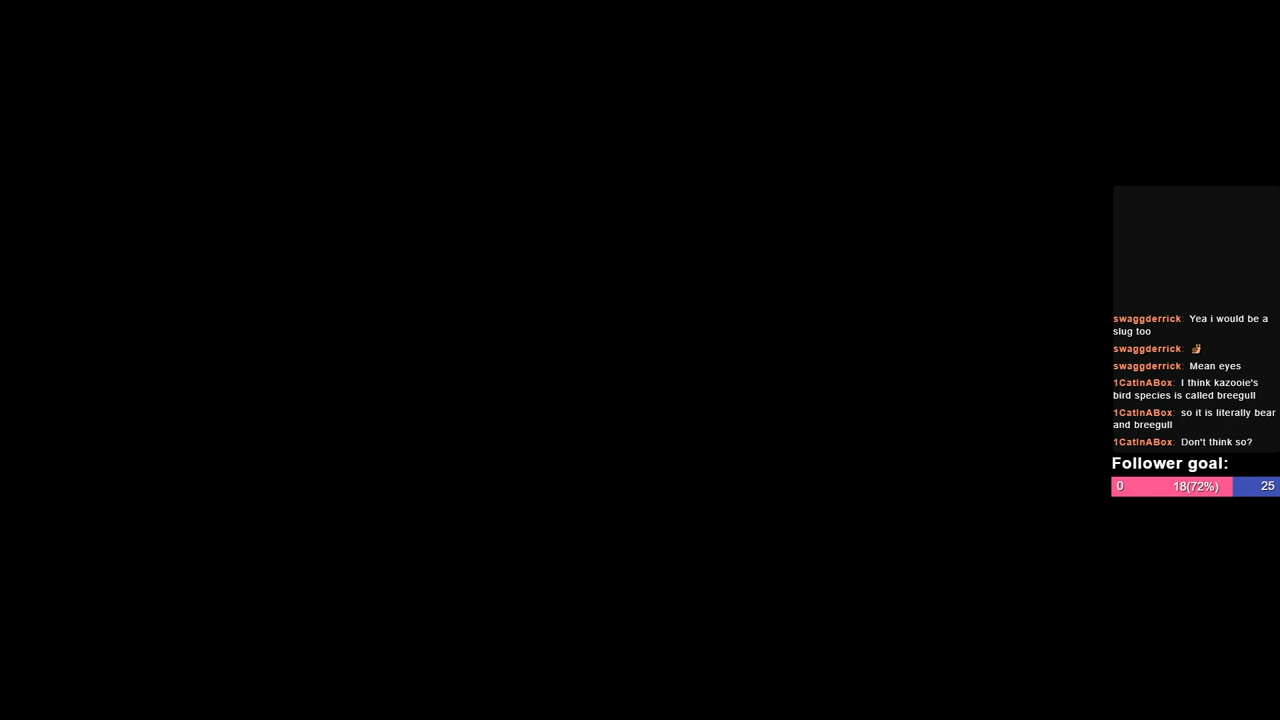 swaggderrick: Yea i would be a
slug too
swaggderrick:
swaggderrick: Mean eyes
1CatInABox: I think kazooie's
bird species is called breegull
1CatInABox: so it is literally bear
and breegull
1CatInABox: Don't think so?
Follower goal:
0 18(72%) 25